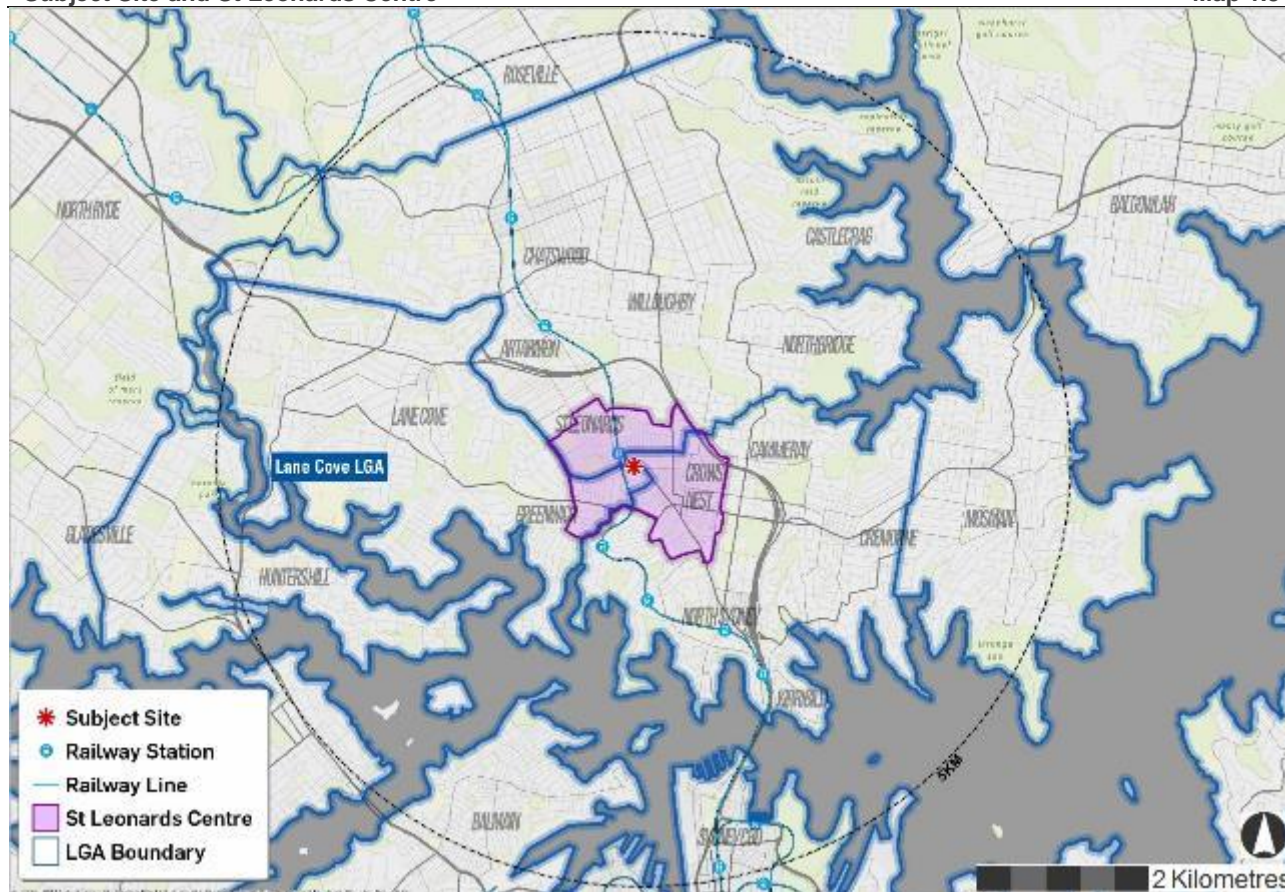 Subject Site and St Leonards Centre
ROSEVILLE
NORTH RYDE
CHATSWOOD
CASTLECRAG
BALGOWLAH
WILLOUGHBY
ARTARMON
NORTHBRIDGE
LANE COVE
ST LEONARDS
CAMMERAY
Lane Cove LGA
CROWS
NEST
GREENWICH
CREMORNE
MOSMAN
GLADESVILLE
HUNTERS HILL
NORTH SYDNEY
KIRRIBILLI
5KM
BALMAIN
SYDNEY CBD
Subject Site
Railway Station
Railway Line
St Leonards Centre
LGA Boundary
2 Kilometres